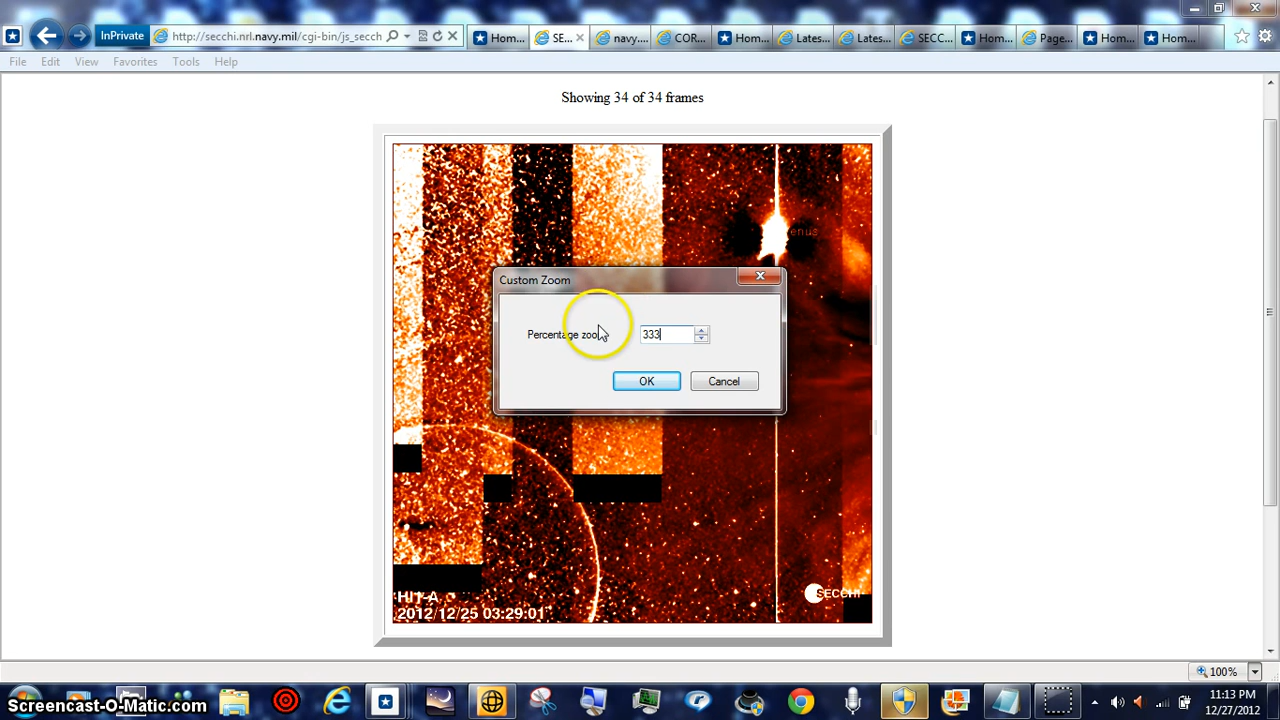 InPrivate
http://secchi.nrl.navy.mil/cgi-bin/js_secch
Hom...
SE...
navy....
COR...
Hom...
Lates...
Lates...
SECC...
Hom...
Page...
Hom...
Hom...
File Edit View Favorites Tools Help
Showing 34 of 34 frames
enus
Custom Zoom
Percentage zoo
333
OK
Cancel
2012/12/25 03:29:01
SECCHI
100%
Screencast-O-Matic.com
11:13 PM
12/27/2012